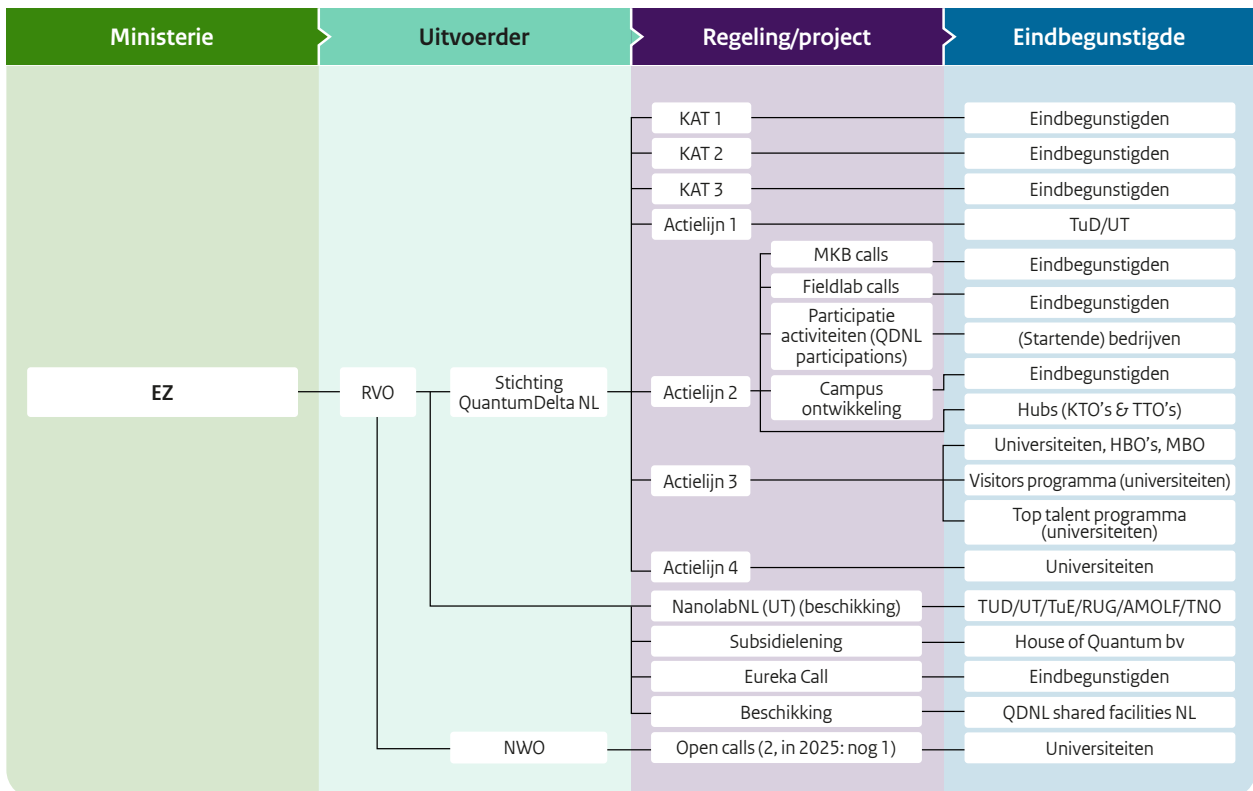 Ministerie
Uitvoerder
Regeling/project
Eindbegunstigde
KAT 1
Eindbegunstigden
KAT 2
Eindbegunstigden
KAT 3
Eindbegunstigden
Actielijn 1
TuD/UT
MKB calls
Eindbegunstigden
Fieldlab calls
Eindbegunstigden
Participatie
activiteiten (QDNL
participations)
(Startende) bedrijven
EZ
RVO
Stichting
QuantumDelta NL
Actielijn 2
Campus
ontwikkeling
Eindbegunstigden
Hubs (KTO's & TTO's)
Actielijn 3
Universiteiten, HBO's, MBO
Visitors programma (universiteiten)
Top talent programma
(universiteiten)
Actielijn 4
Universiteiten
NanolabNL (UT) (beschikking)
TUD/UT/TuE/RUG/AMOLF/TNO
Subsidielening
House of Quantum bv
Eureka Call
Eindbegunstigden
Beschikking
QDNL shared facilities NL
NWO
Open calls (2, in 2025: nog 1)
Universiteiten